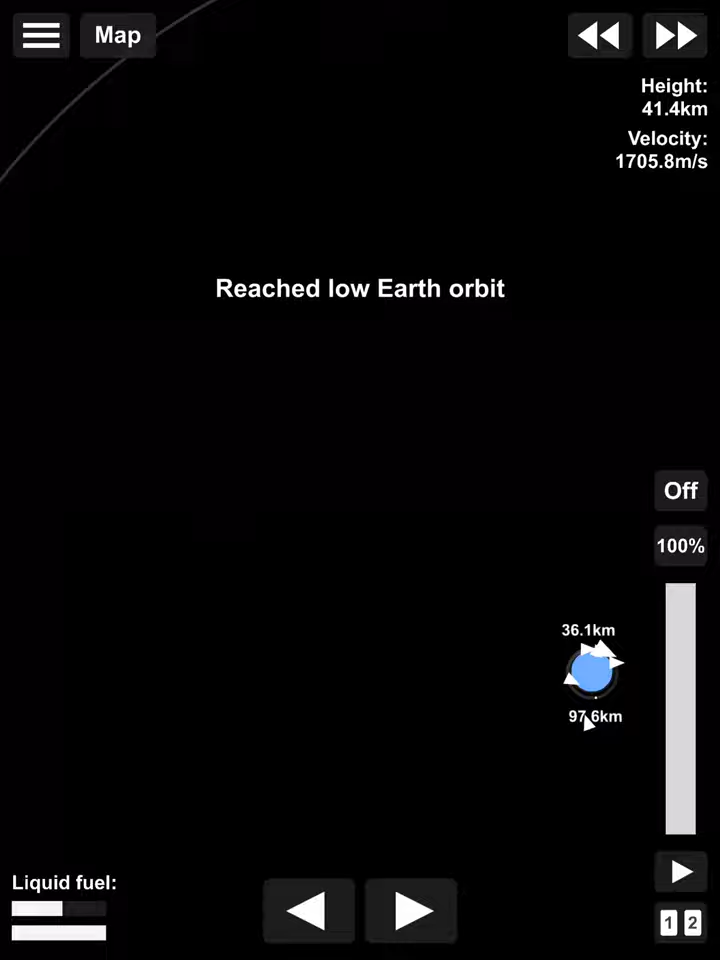 Map
Height:
41.4km
Velocity:
1705.8m/s
Reached low Earth orbit
Off
100%
36.1km
97.6km
Liquid fuel:
1 2